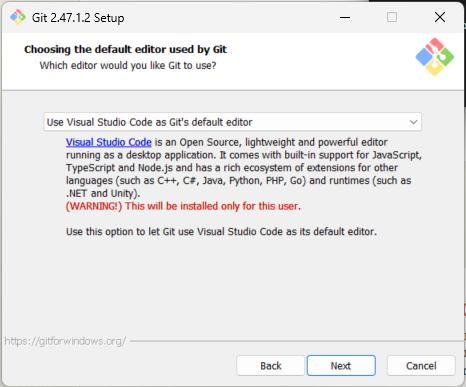 Git 2.47.1.2 Setup
Choosing the default editor used by Git
Which editor would you like Git to use?
Use Visual Studio Code as Git's default editor
Visual Studio Code is an Open Source, lightweight and powerful editor
running as a desktop application. It comes with built-in support for JavaScript,
TypeScript and Node.js and has a rich ecosystem of extensions for other
languages (such as C++, C#, Java, Python, PHP, Go) and runtimes (such as
.NET and Unity).
(WARNING!) This will be installed only for this user.
Use this option to let Git use Visual Studio Code as its default editor.
https://gitforwindows.org/
Back
Next
Cancel